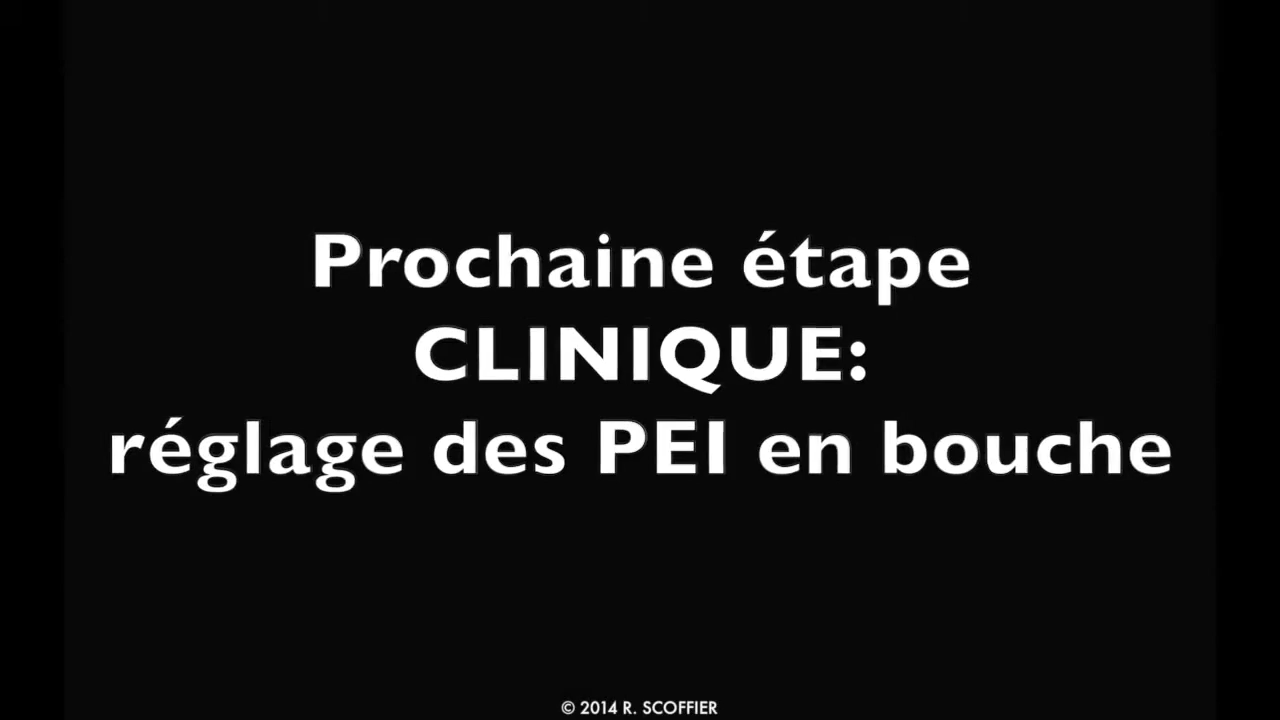 Prochaine étape
CLINIQUE:
réglage des PEI en bouche
© 2014 R. SCOFFIER